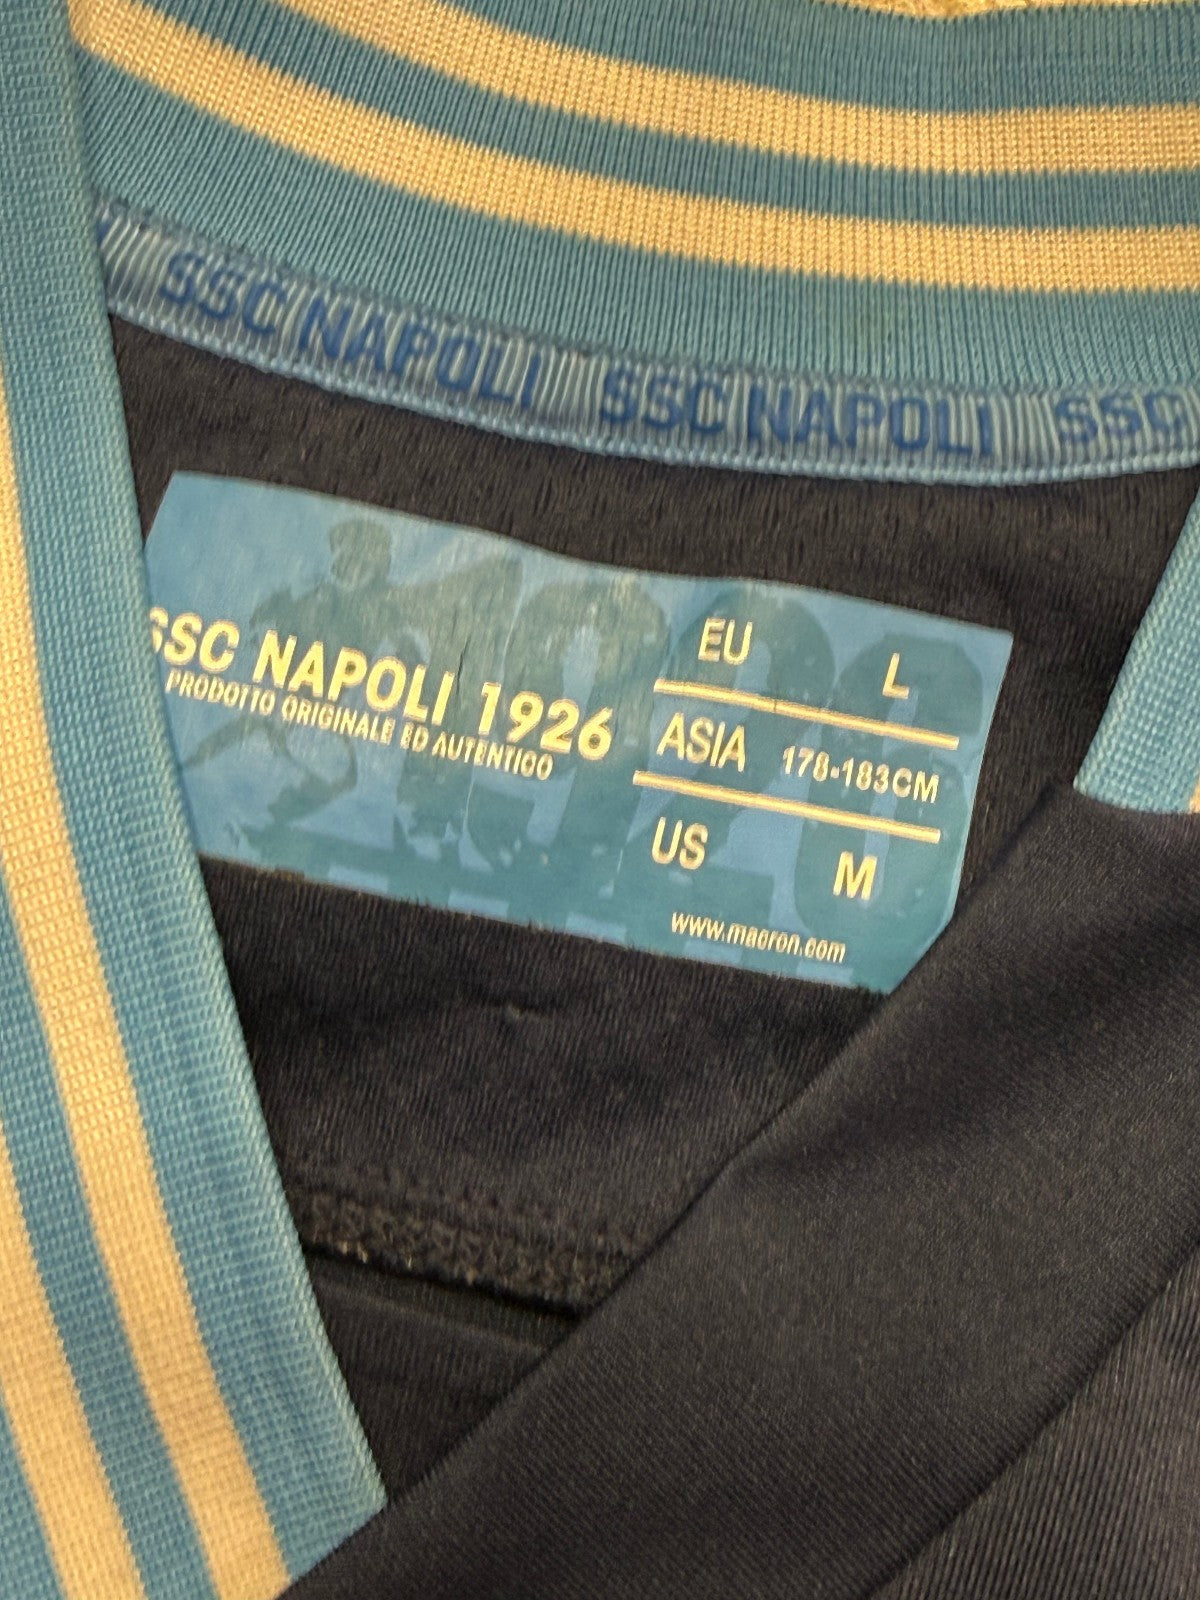 SSC NAPOLI SSC NAPOLI SSC
SSC NAPOLI 1926
PRODOTTO ORIGINALE ED AUTENTICO
EU L
ASIA 178-183CM
US M
www.macron.com
1926